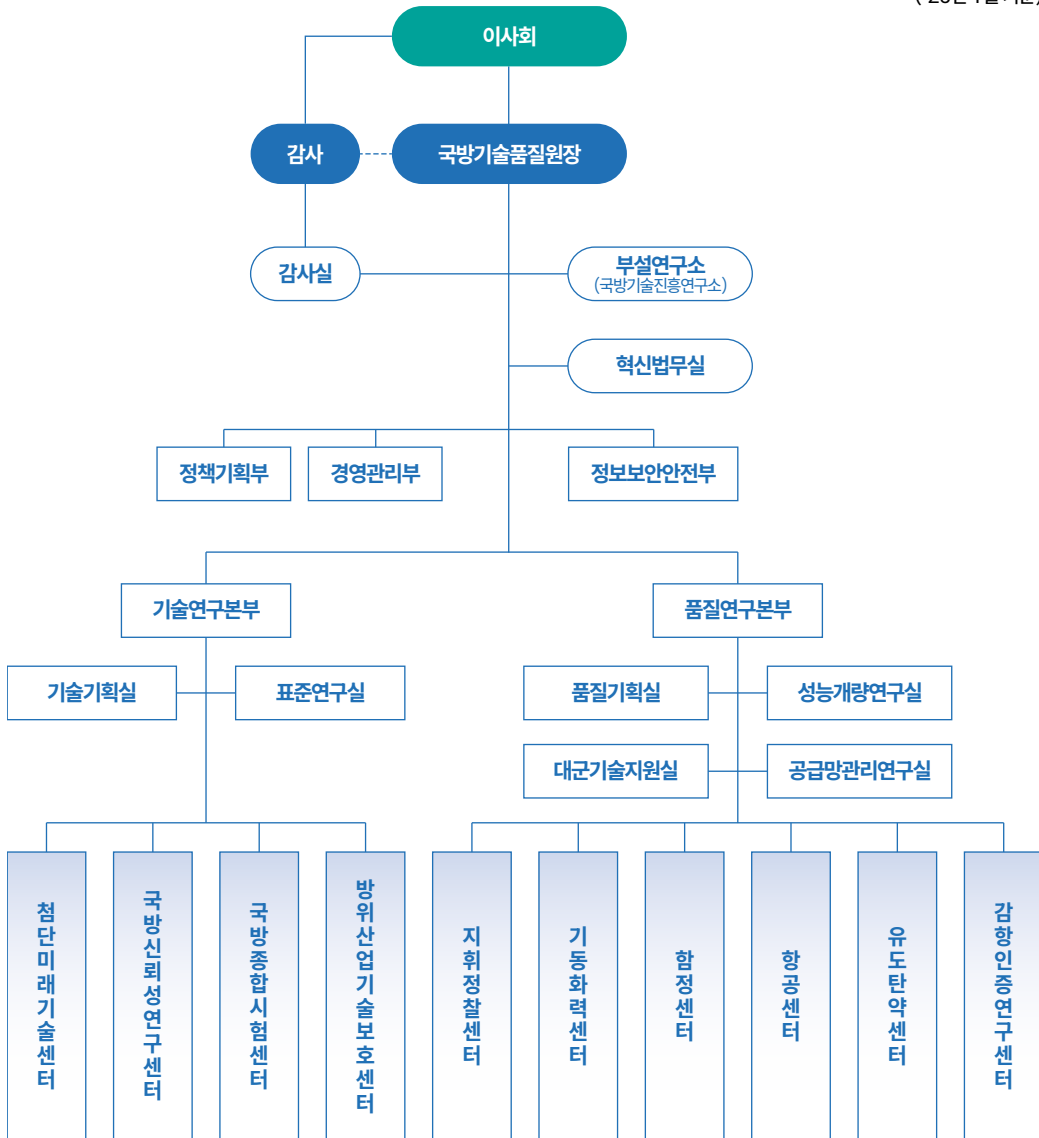 이사회
감사
국방기술품질원장
감사실
부설연구소
(국방기술진흥연구소)
혁신법무실
정책기획부
경영관리부
정보보안안전부
기술연구본부
품질연구본부
기술기획실
표준연구실
품질기획실
성능개량연구실
대군기술지원실
공급망관리연구실
첨단미래기술센터
국방신뢰성연구센터
국방종합시험센터
방위산업기술보호센터
지휘정찰센터
기동화력센터
함정센터
항공센터
유도탄약센터
감항인증연구센터